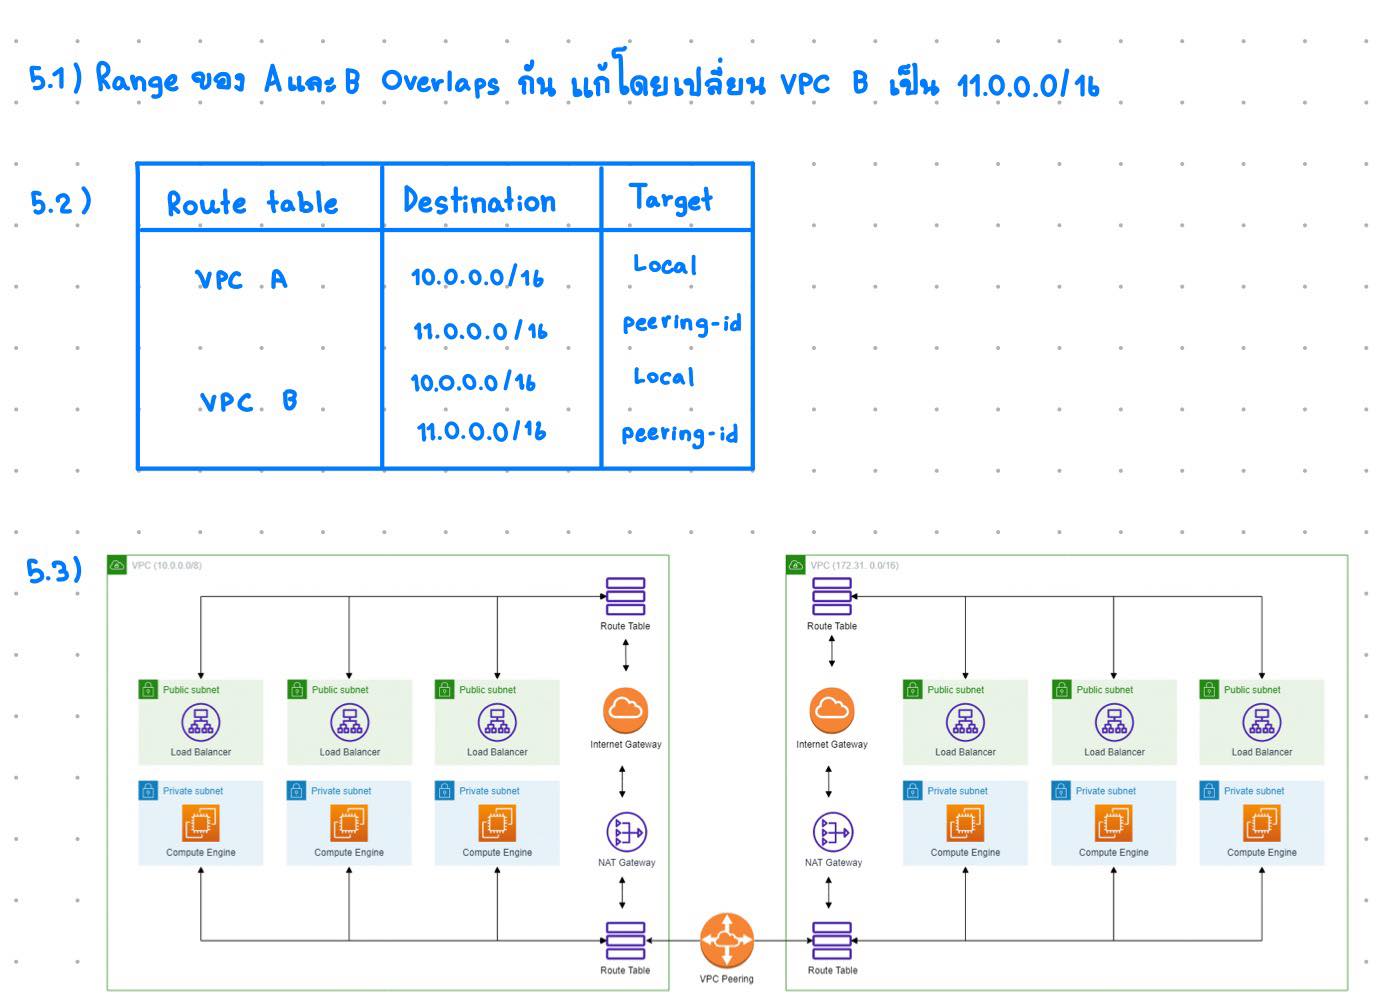 5.1) Range ของ A และ B Overlaps กัน แก้โดยเปลี่ยน VPC B เป็น 11.0.0.0/16
5.2)
Route table Destination Target
VPC A 10.0.0.0/16 Local
11.0.0.0/16 peering-id
VPC B 10.0.0.0/16 Local
11.0.0.0/16 peering-id
5.3)
VPC (10.0.0.0/8) VPC (172.31. 0.0/16)
Route Table Route Table
Public subnet Public subnet Public subnet Public subnet Public subnet Public subnet
Load Balancer Load Balancer Load Balancer Internet Gateway Internet Gateway Load Balancer Load Balancer Load Balancer
Private subnet Private subnet Private subnet Private subnet Private subnet Private subnet
Compute Engine Compute Engine Compute Engine NAT Gateway NAT Gateway Compute Engine Compute Engine Compute Engine
Route Table VPC Peering Route Table